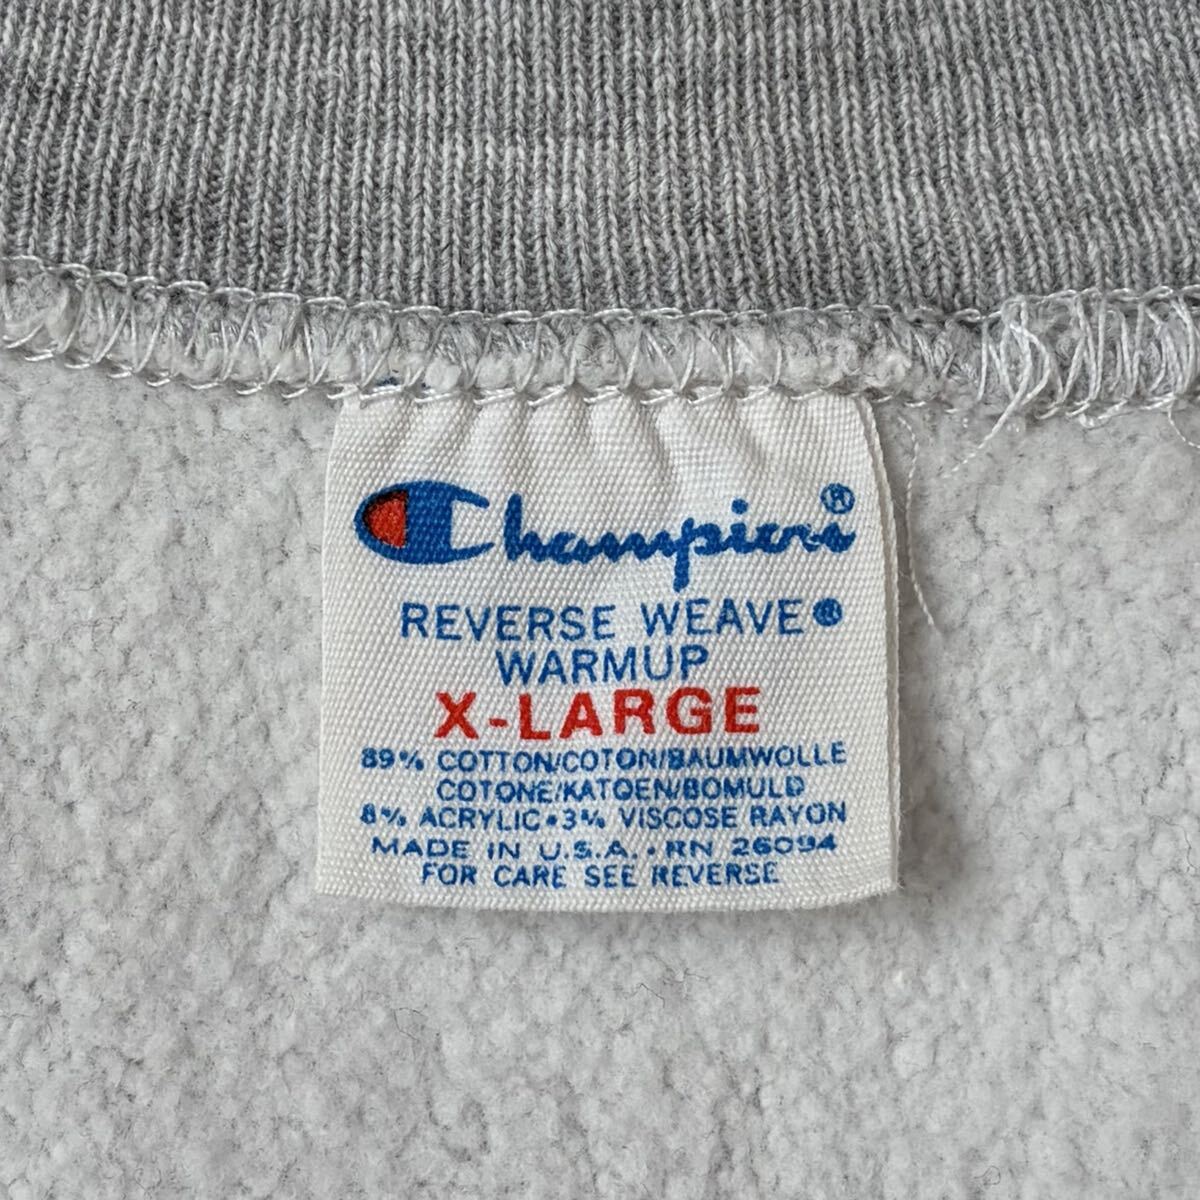 Champion®
REVERSE WEAVE®
WARMUP
X-LARGE
89% COTTON/COTON/BAUMWOLLE
COTONE/KATOEN/BOMULD
8% ACRYLIC•3% VISCOSE RAYON
MADE IN U.S.A. • RN 26094
FOR CARE SEE REVERSE